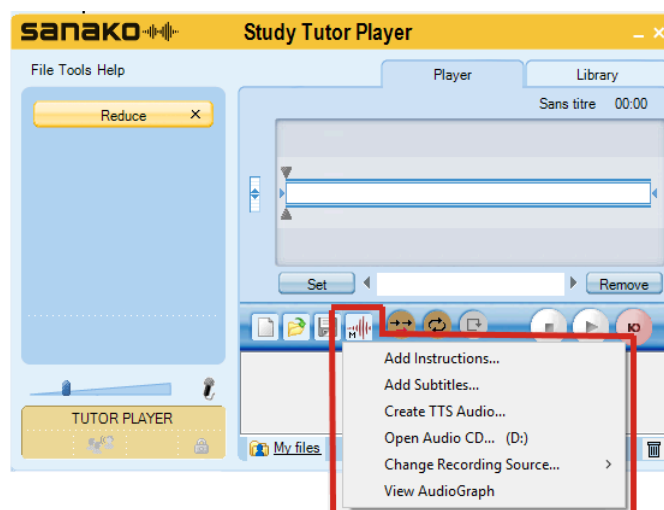 sanako Study Tutor Player
File Tools Help
Player Library
Sans titre 00:00
Reduce
Set Remove
M
Add Instructions...
Add Subtitles...
Create TTS Audio...
Open Audio CD... (D:)
Change Recording Source...
View AudioGraph
TUTOR PLAYER
My files